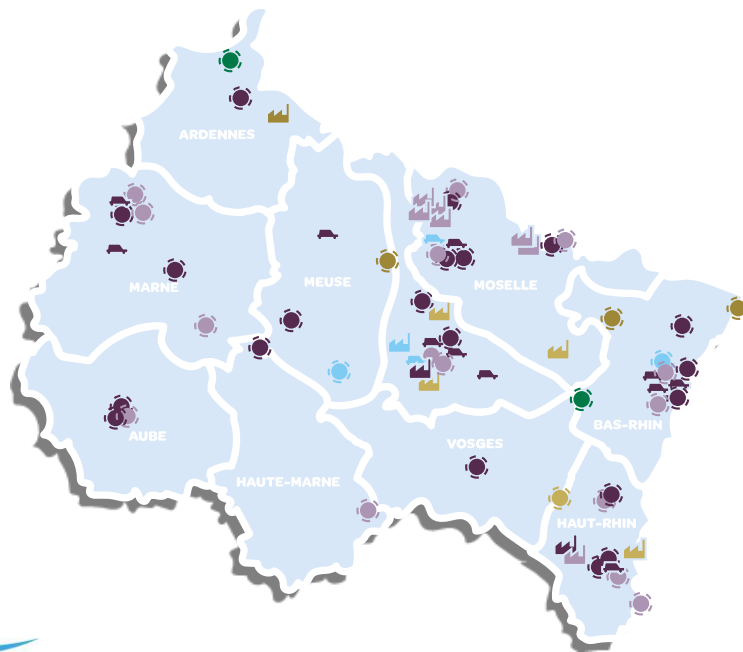 ARDENNES
MARNE
MEUSE
MOSELLE
AUBE
HAUTE-MARNE
VOSGES
BAS-RHIN
HAUT-RHIN